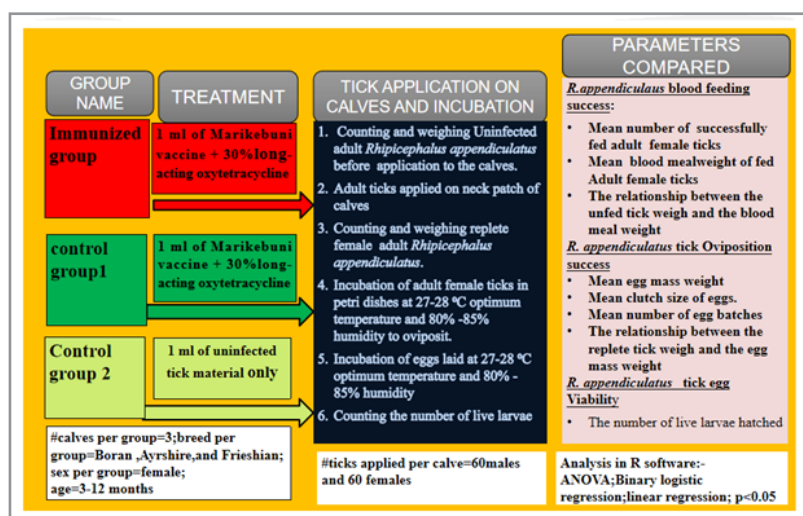 GROUP
NAME
Immunized
group
control
group1
Control
group 2
#calves per group=3;breed per
group=Boran ,Ayrshire,and Frieshian;
sex per group=female;
age=3-12 months
TREATMENT
1 ml of Marikebuni
vaccine + 30%long-
acting oxytetracycline
1 ml of Marikebuni
vaccine + 30%long-
acting oxytetracycline
1 ml of uninfected
tick material only
TICK APPLICATION ON
CALVES AND INCUBATION
1. Counting and weighing Uninfected
adult Rhipicephalus appendiculatus
before application to the calves.
2. Adult ticks applied on neck patch of
calves
3. Counting and weighing replete
female adult Rhipicephalus
appendiculatus.
4. Incubation of adult female ticks in
petri dishes at 27-28 ºC optimum
temperature and 80% -85%
humidity to oviposit.
5. Incubation of eggs laid at 27-28 ºC
optimum temperature and 80% -
85% humidity
6. Counting the number of live larvae
#ticks applied per calve=60males
and 60 females
PARAMETERS
COMPARED
R.appendiculaus blood feeding
success:
• Mean number of successfully
fed adult female ticks
• Mean blood mealweight of fed
Adult female ticks
• The relationship between the
unfed tick weigh and the blood
meal weight
R. appendiculatus tick Oviposition
success
• Mean egg mass weight
• Mean clutch size of eggs.
• Mean number of egg batches
• The relationship between the
replete tick weigh and the egg
mass weight
R. appendiculatus tick egg
Viability
• The number of live larvae hatched
Analysis in R software:-
ANOVA;Binary logistic
regression;linear regression; p<0.05